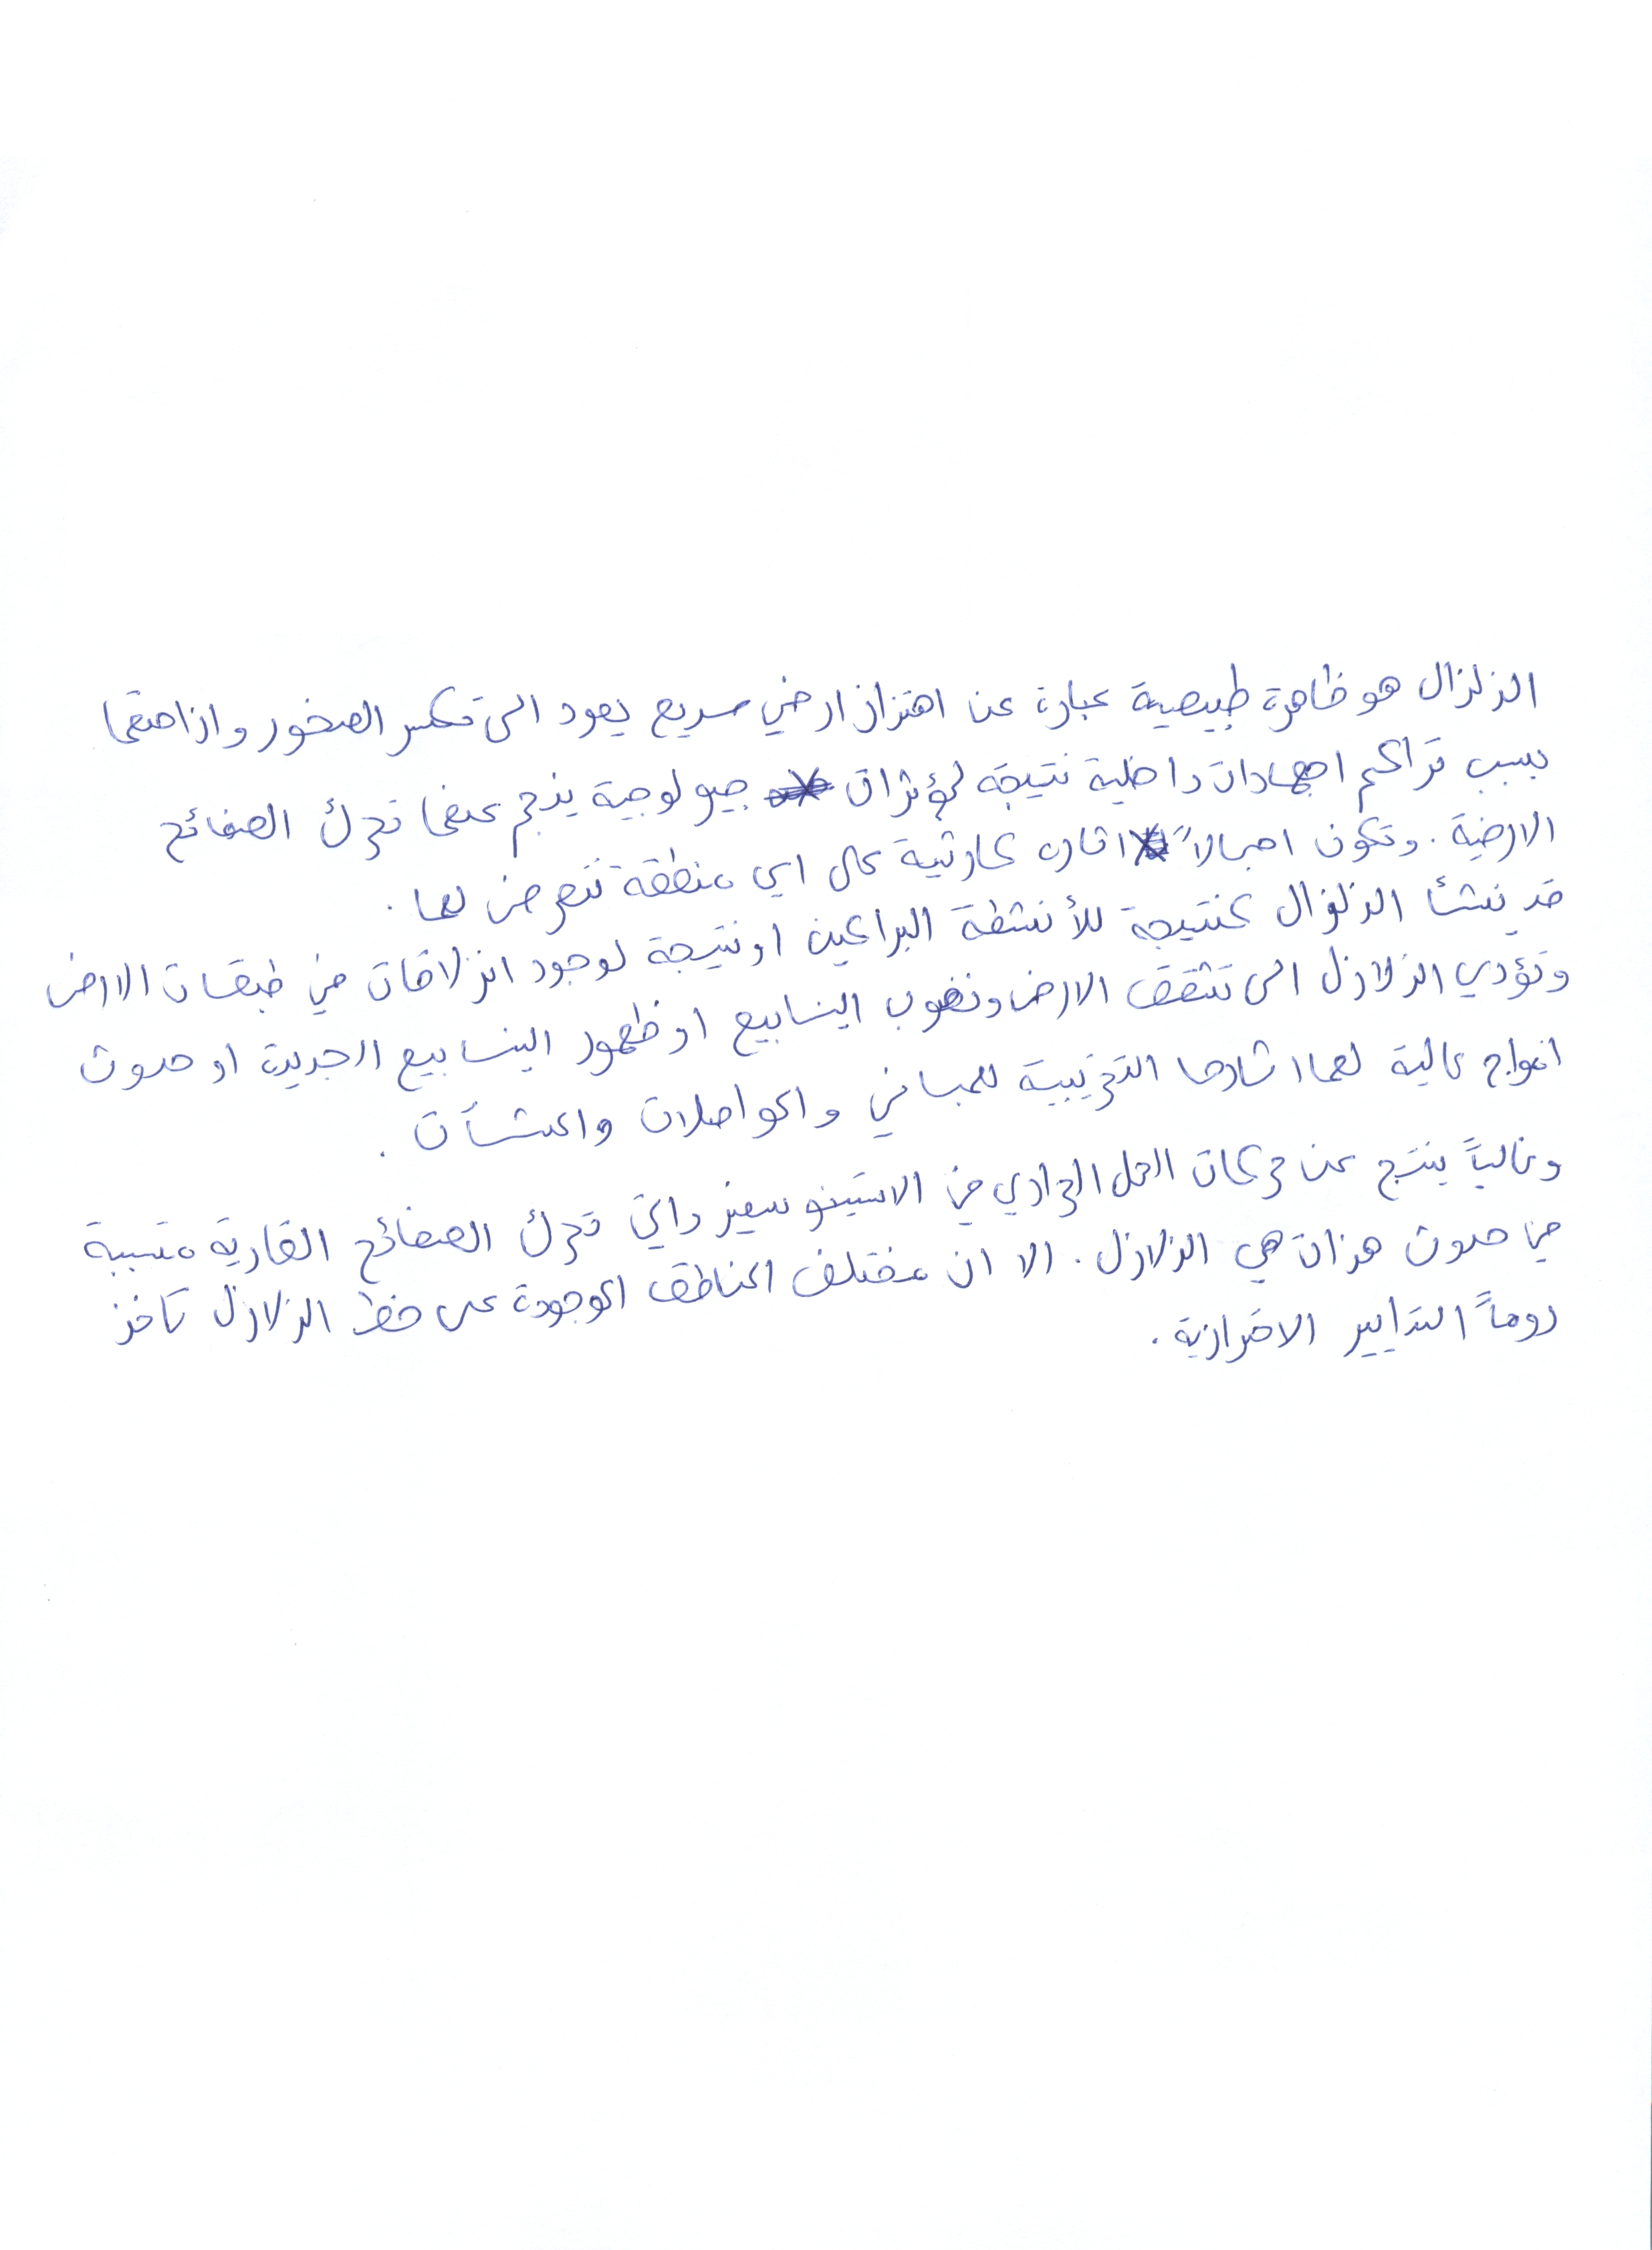 الزلزال هو ظاهرة طبيعية عبارة عن اهتزاز ارضي سريع يعود الى تكسر الصخور وازاحتها
بسبب تراكم اجهادات داخلية نتيجة لمؤثرات جيولوجية ينجم عنها تحرك الصفائح
الارضية. وتكون اجمالاً اثاره كارثية على اي منطقة تتعرض لها.
قد ينشأ الزلزال كنتيجة للأنشطة البراكين او نتيجة لوجود انزلاقات في طبقات الارض
وتؤدي الزلازل الى تشقق الارض ونضوب الينابيع او ظهور الينابيع الجديدة او حدوث
امواج عالية لها اثارها التخريبية للمباني والمواصلات والمنشآت.
وغالباً ينتج عن حركات الحمل الحراري في الاستينوسفير والتي تحرك الصفائح القارية متسببة
في حدوث هزات هي الزلازل. الا ان مختلف المناطق الموجودة على خط الزلازل تأخذ
دوماً التدابير الاحترازية.